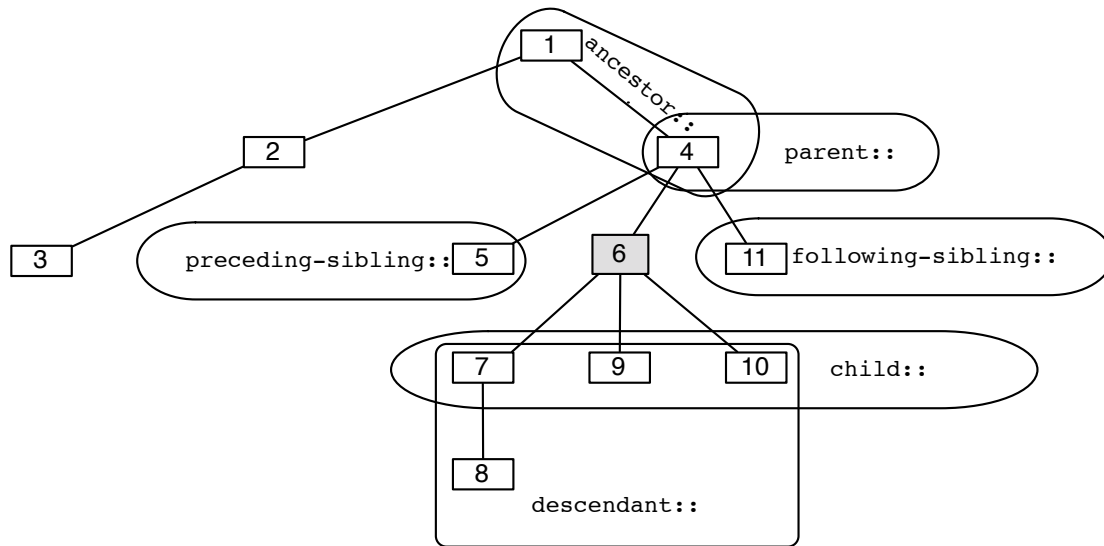 1
ancestor::
2
4 parent::
3 preceding-sibling:: 5 6 11 following-sibling::
7 9 10 child::
8
descendant::